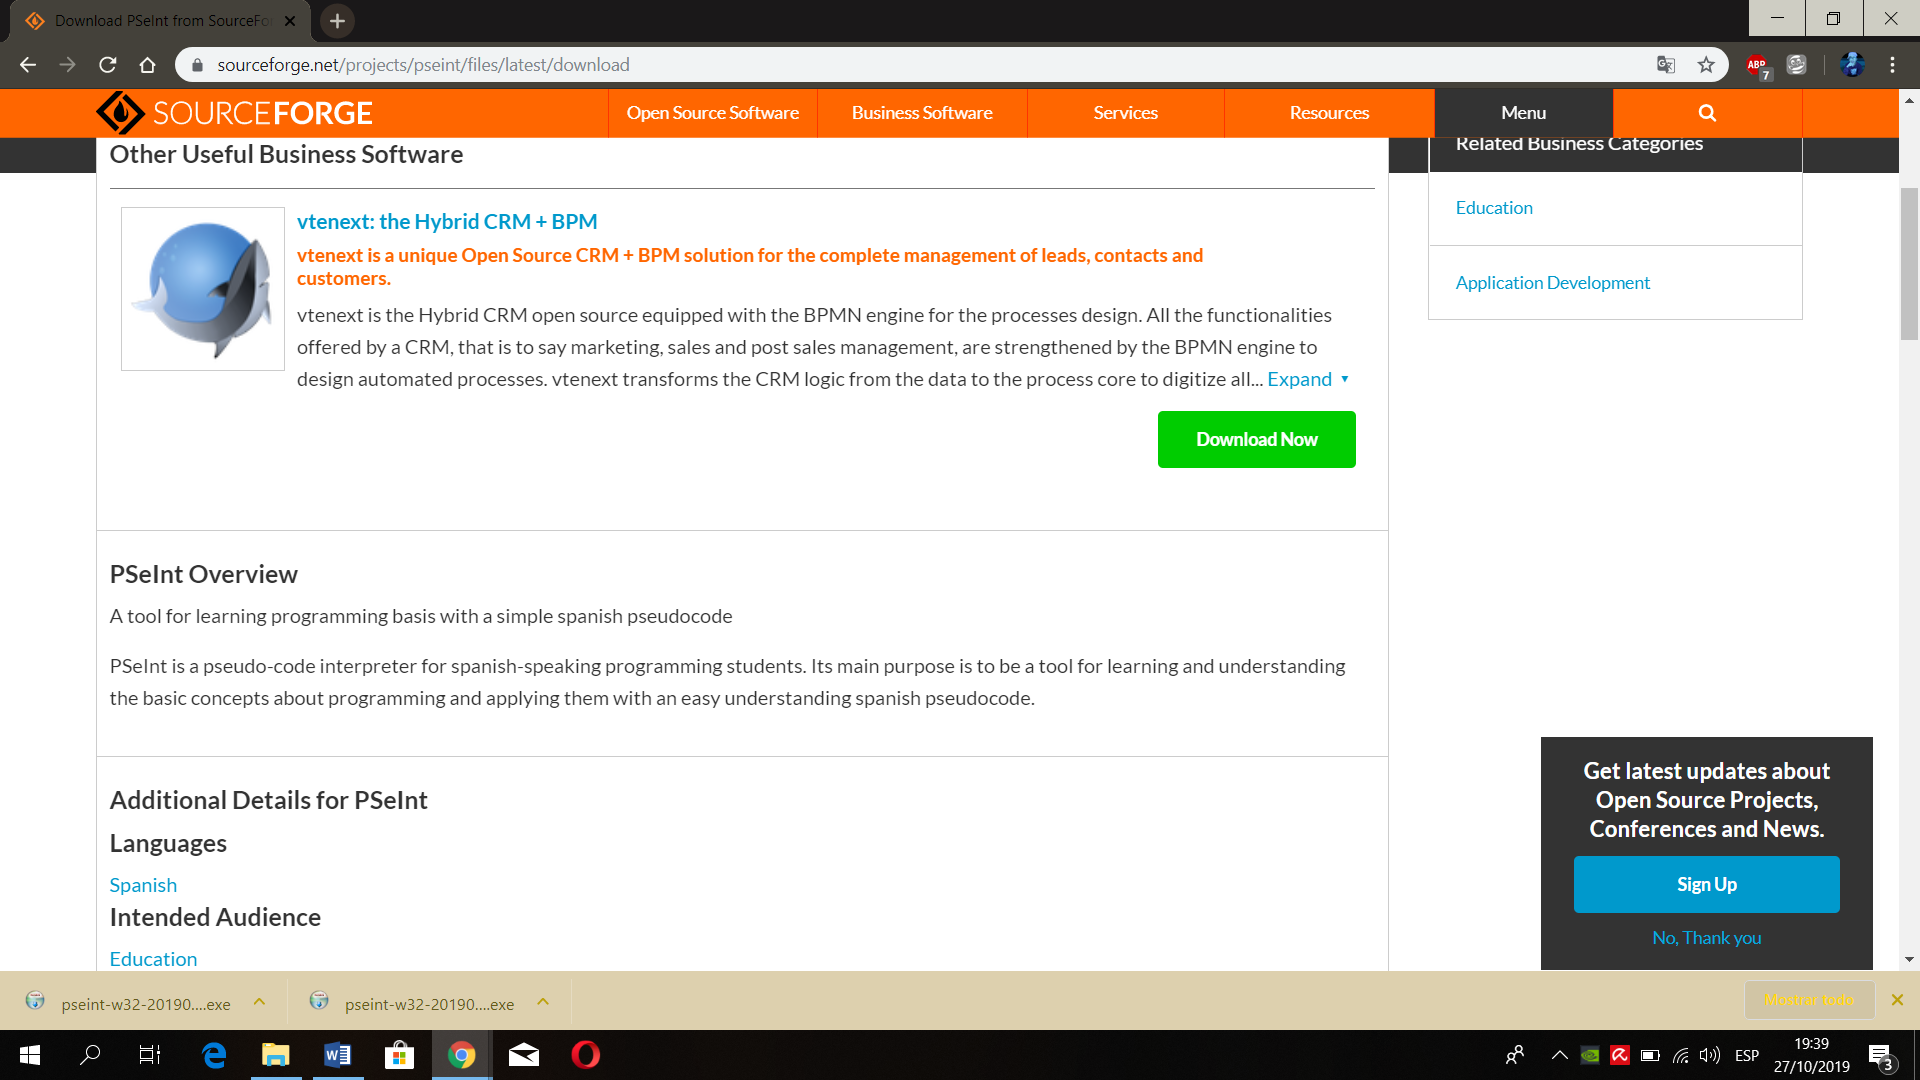 Download PSeInt from SourceFo
sourceforge.net/projects/pseint/files/latest/download
ABP
7
SOURCEFORGE
Open Source Software
Business Software
Services
Resources
Menu
Other Useful Business Software
Related Business Categories
Education
Application Development
vtenext: the Hybrid CRM + BPM
vtenext is a unique Open Source CRM + BPM solution for the complete management of leads, contacts and
customers.
vtenext is the Hybrid CRM open source equipped with the BPMN engine for the processes design. All the functionalities
offered by a CRM, that is to say marketing, sales and post sales management, are strengthened by the BPMN engine to
design automated processes. vtenext transforms the CRM logic from the data to the process core to digitize all... Expand
Download Now
PSeInt Overview
A tool for learning programming basis with a simple spanish pseudocode
PSeInt is a pseudo-code interpreter for spanish-speaking programming students. Its main purpose is to be a tool for learning and understanding
the basic concepts about programming and applying them with an easy understanding spanish pseudocode.
Additional Details for PSeInt
Languages
Spanish
Intended Audience
Education
Get latest updates about
Open Source Projects,
Conferences and News.
Sign Up
No, Thank you
pseint-w32-20190....exe
pseint-w32-20190....exe
Mostrar todo
ESP
19:39
27/10/2019
3